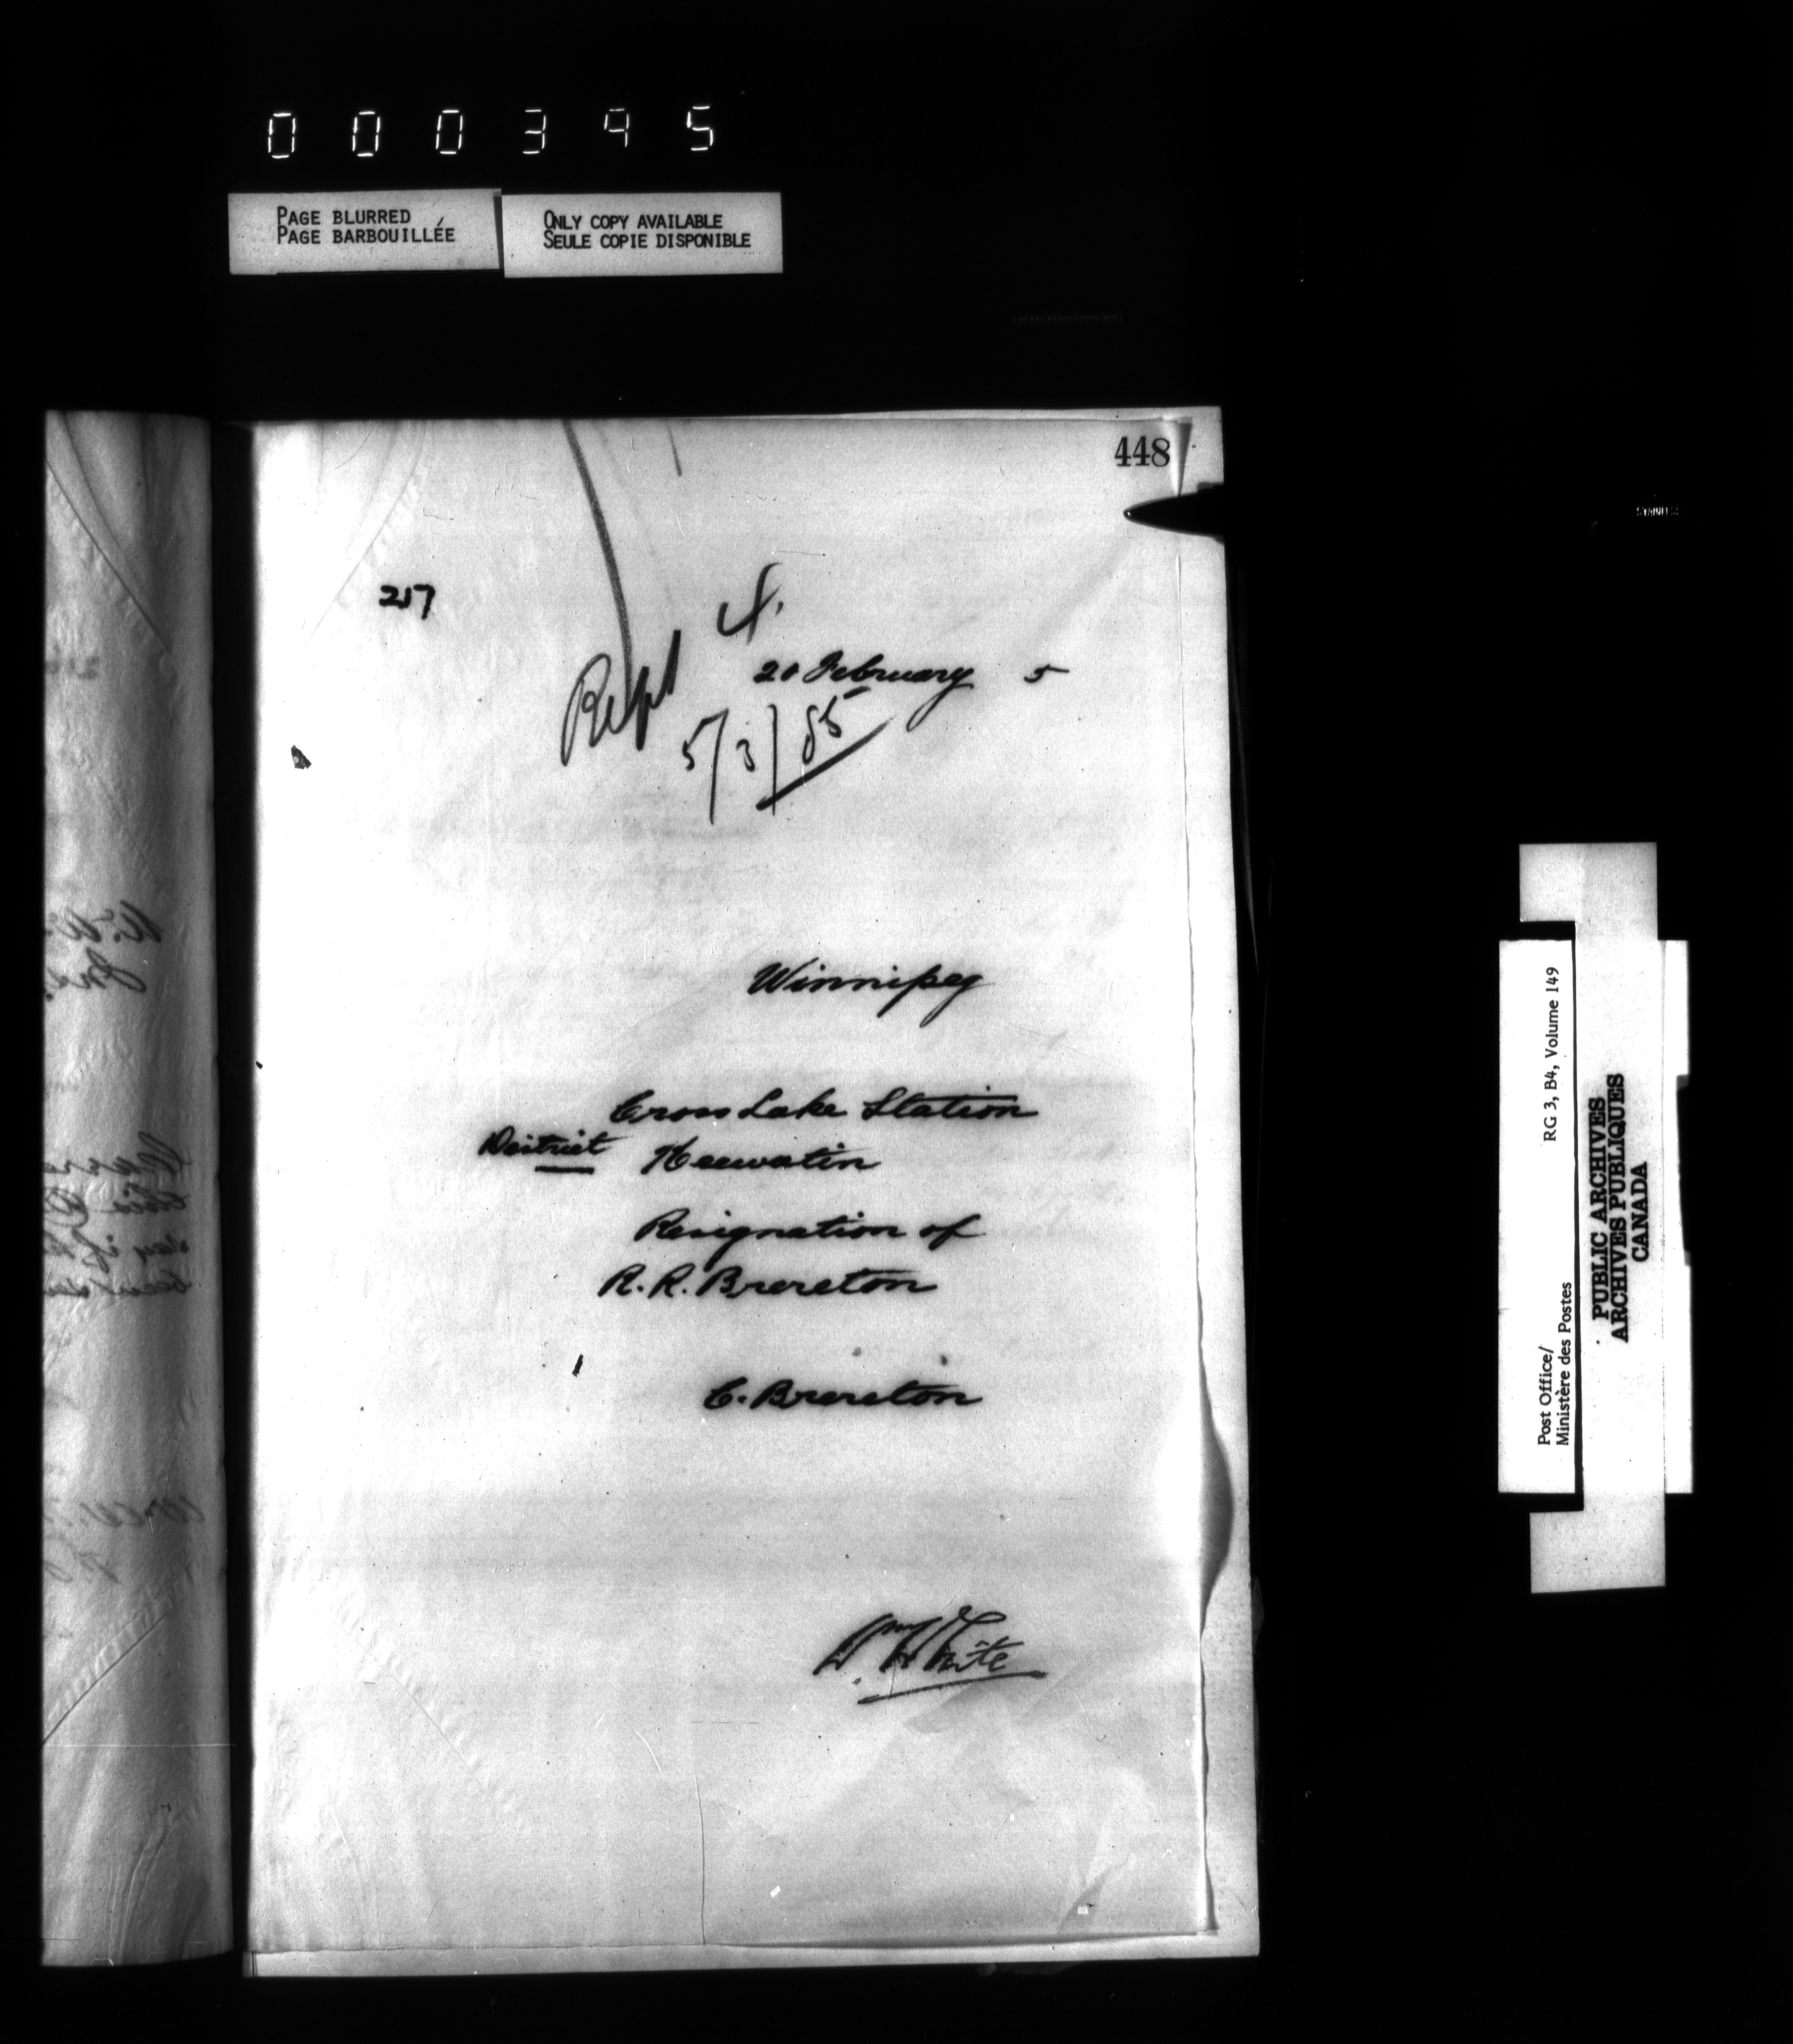 000395
PAGE BLURRED
PAGE BARBOUILLÉE
ONLY COPY AVAILABLE
SEULE COPIE DISPONIBLE
448
217
4.
20 February 5
Repd
5/3/85
Winnipeg
Cross Lake Station
District Keewatin
Resignation of
R. R. Brereton
C. Brereton
Wm White
Post Office/
Ministère des Postes
RG 3, B4, Volume 149
PUBLIC ARCHIVES
ARCHIVES PUBLIQUES
CANADA